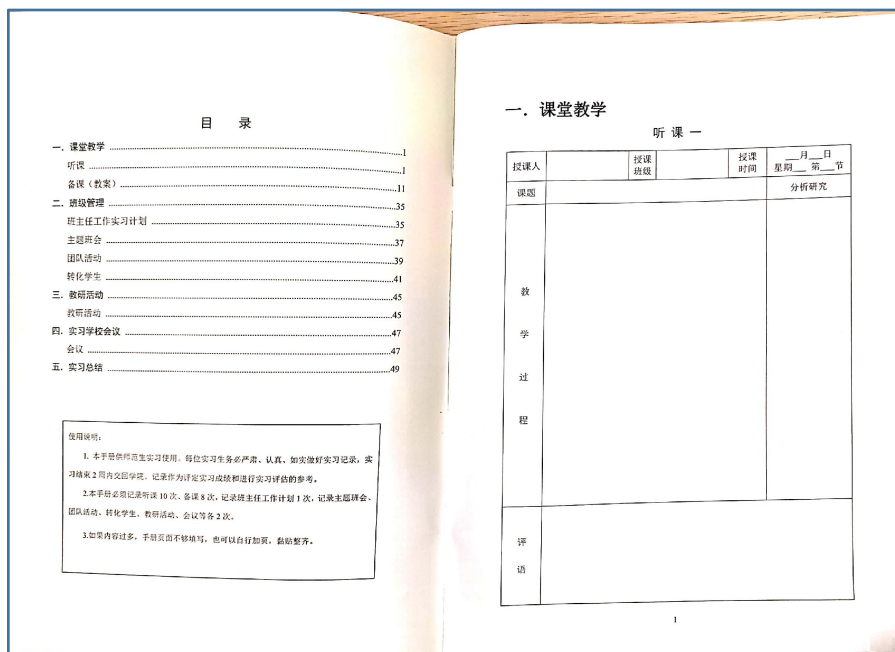 目 录
一．课堂教学 ........................1
听课 ........................1
备课（教案）........................11
二．班级管理 ........................35
班主任工作实习计划 ........................35
主题班会 ........................37
团队活动 ........................39
转化学生 ........................41
三．教研活动 ........................45
教研活动 ........................45
四．实习学校会议 ........................47
会议 ........................47
五．实习总结 ........................49
使用说明：
1. 本手册供师范生实习使用。每位实习生务必严肃、认真、如实做好实习记录，实
习结束2周内交回学院。记录作为评定实习成绩和进行实习评估的参考。
2.本手册必须记录听课10次、备课8次，记录班主任工作计划1次，记录主题班会、
团队活动、转化学生、教研活动、会议等各2次。
3.如果内容过多，手册页面不够填写，也可以自行加页，黏贴整齐。
一．课堂教学
听 课 一
授课人 授课班级 授课时间 ___月___日
星期___ 第___节
课题 分析研究
教
学
过
程
评
语
1